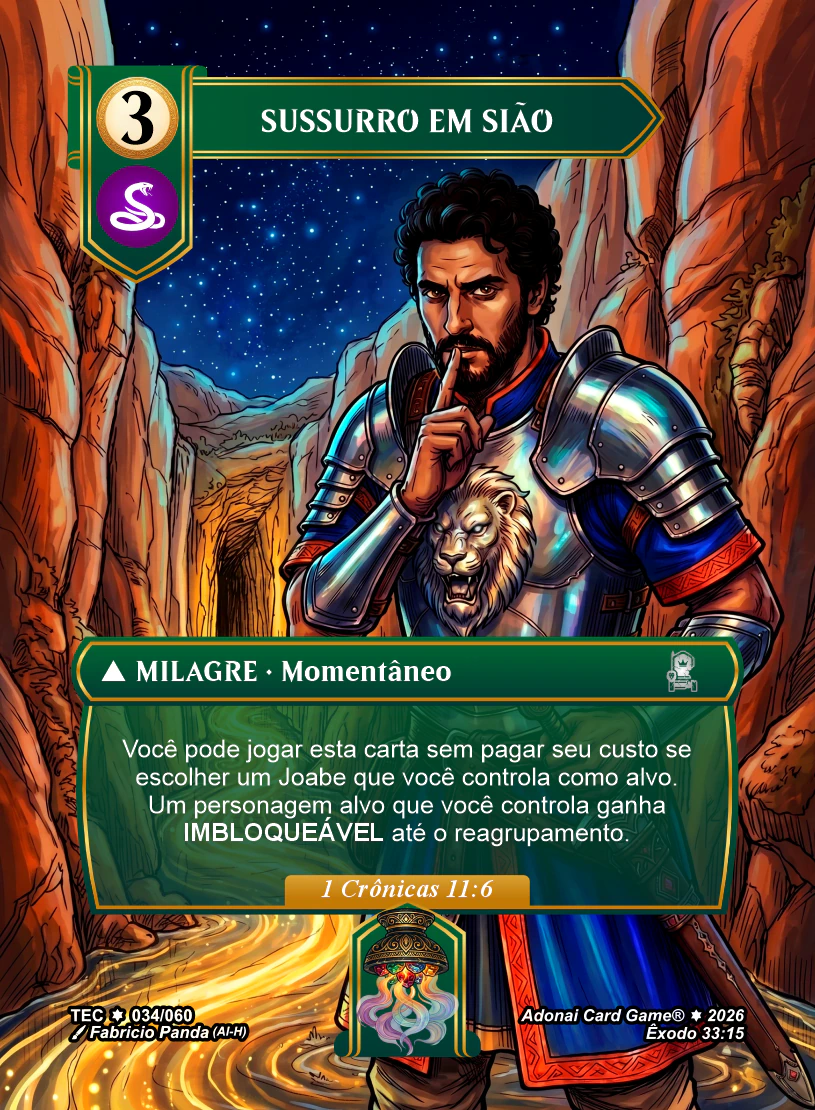 3
SUSSURRO EM SIÃO
▲ MILAGRE · Momentâneo
Você pode jogar esta carta sem pagar seu custo se
escolher um Joabe que você controla como alvo.
Um personagem alvo que você controla ganha
IMBLOQUEÁVEL até o reagrupamento.
1 Crônicas 11:6
TEC ✶ 034/060
Fabricio Panda (AI-H)
Adonai Card Game® ✶ 2026
Êxodo 33:15